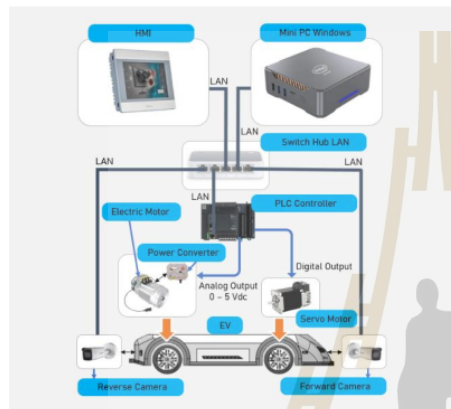 HMI
Mini PC Windows
LAN
LAN
Switch Hub LAN
LAN
LAN
LAN
PLC Controller
Electric Motor
Power Converter
Digital Output
Analog Output
0 – 5 Vdc
Servo Motor
EV
Reverse Camera
Forward Camera